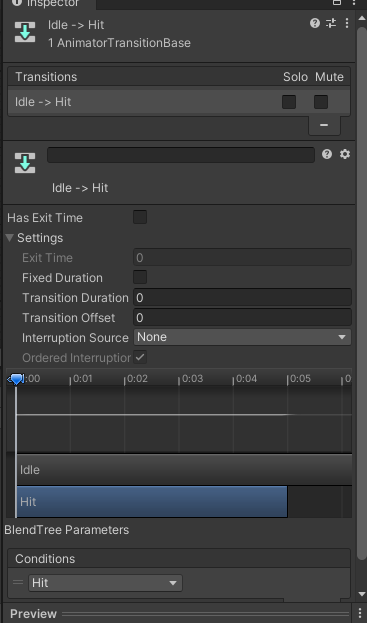 Inspector
Idle -> Hit
1 AnimatorTransitionBase
Transitions Solo Mute
Idle -> Hit
Idle -> Hit
Has Exit Time
Settings
Exit Time 0
Fixed Duration
Transition Duration 0
Transition Offset 0
Interruption Source None
Ordered Interruption
:00 0:01 0:02 0:03 0:04 0:05 0
Idle
Hit
BlendTree Parameters
Conditions
Hit
Preview